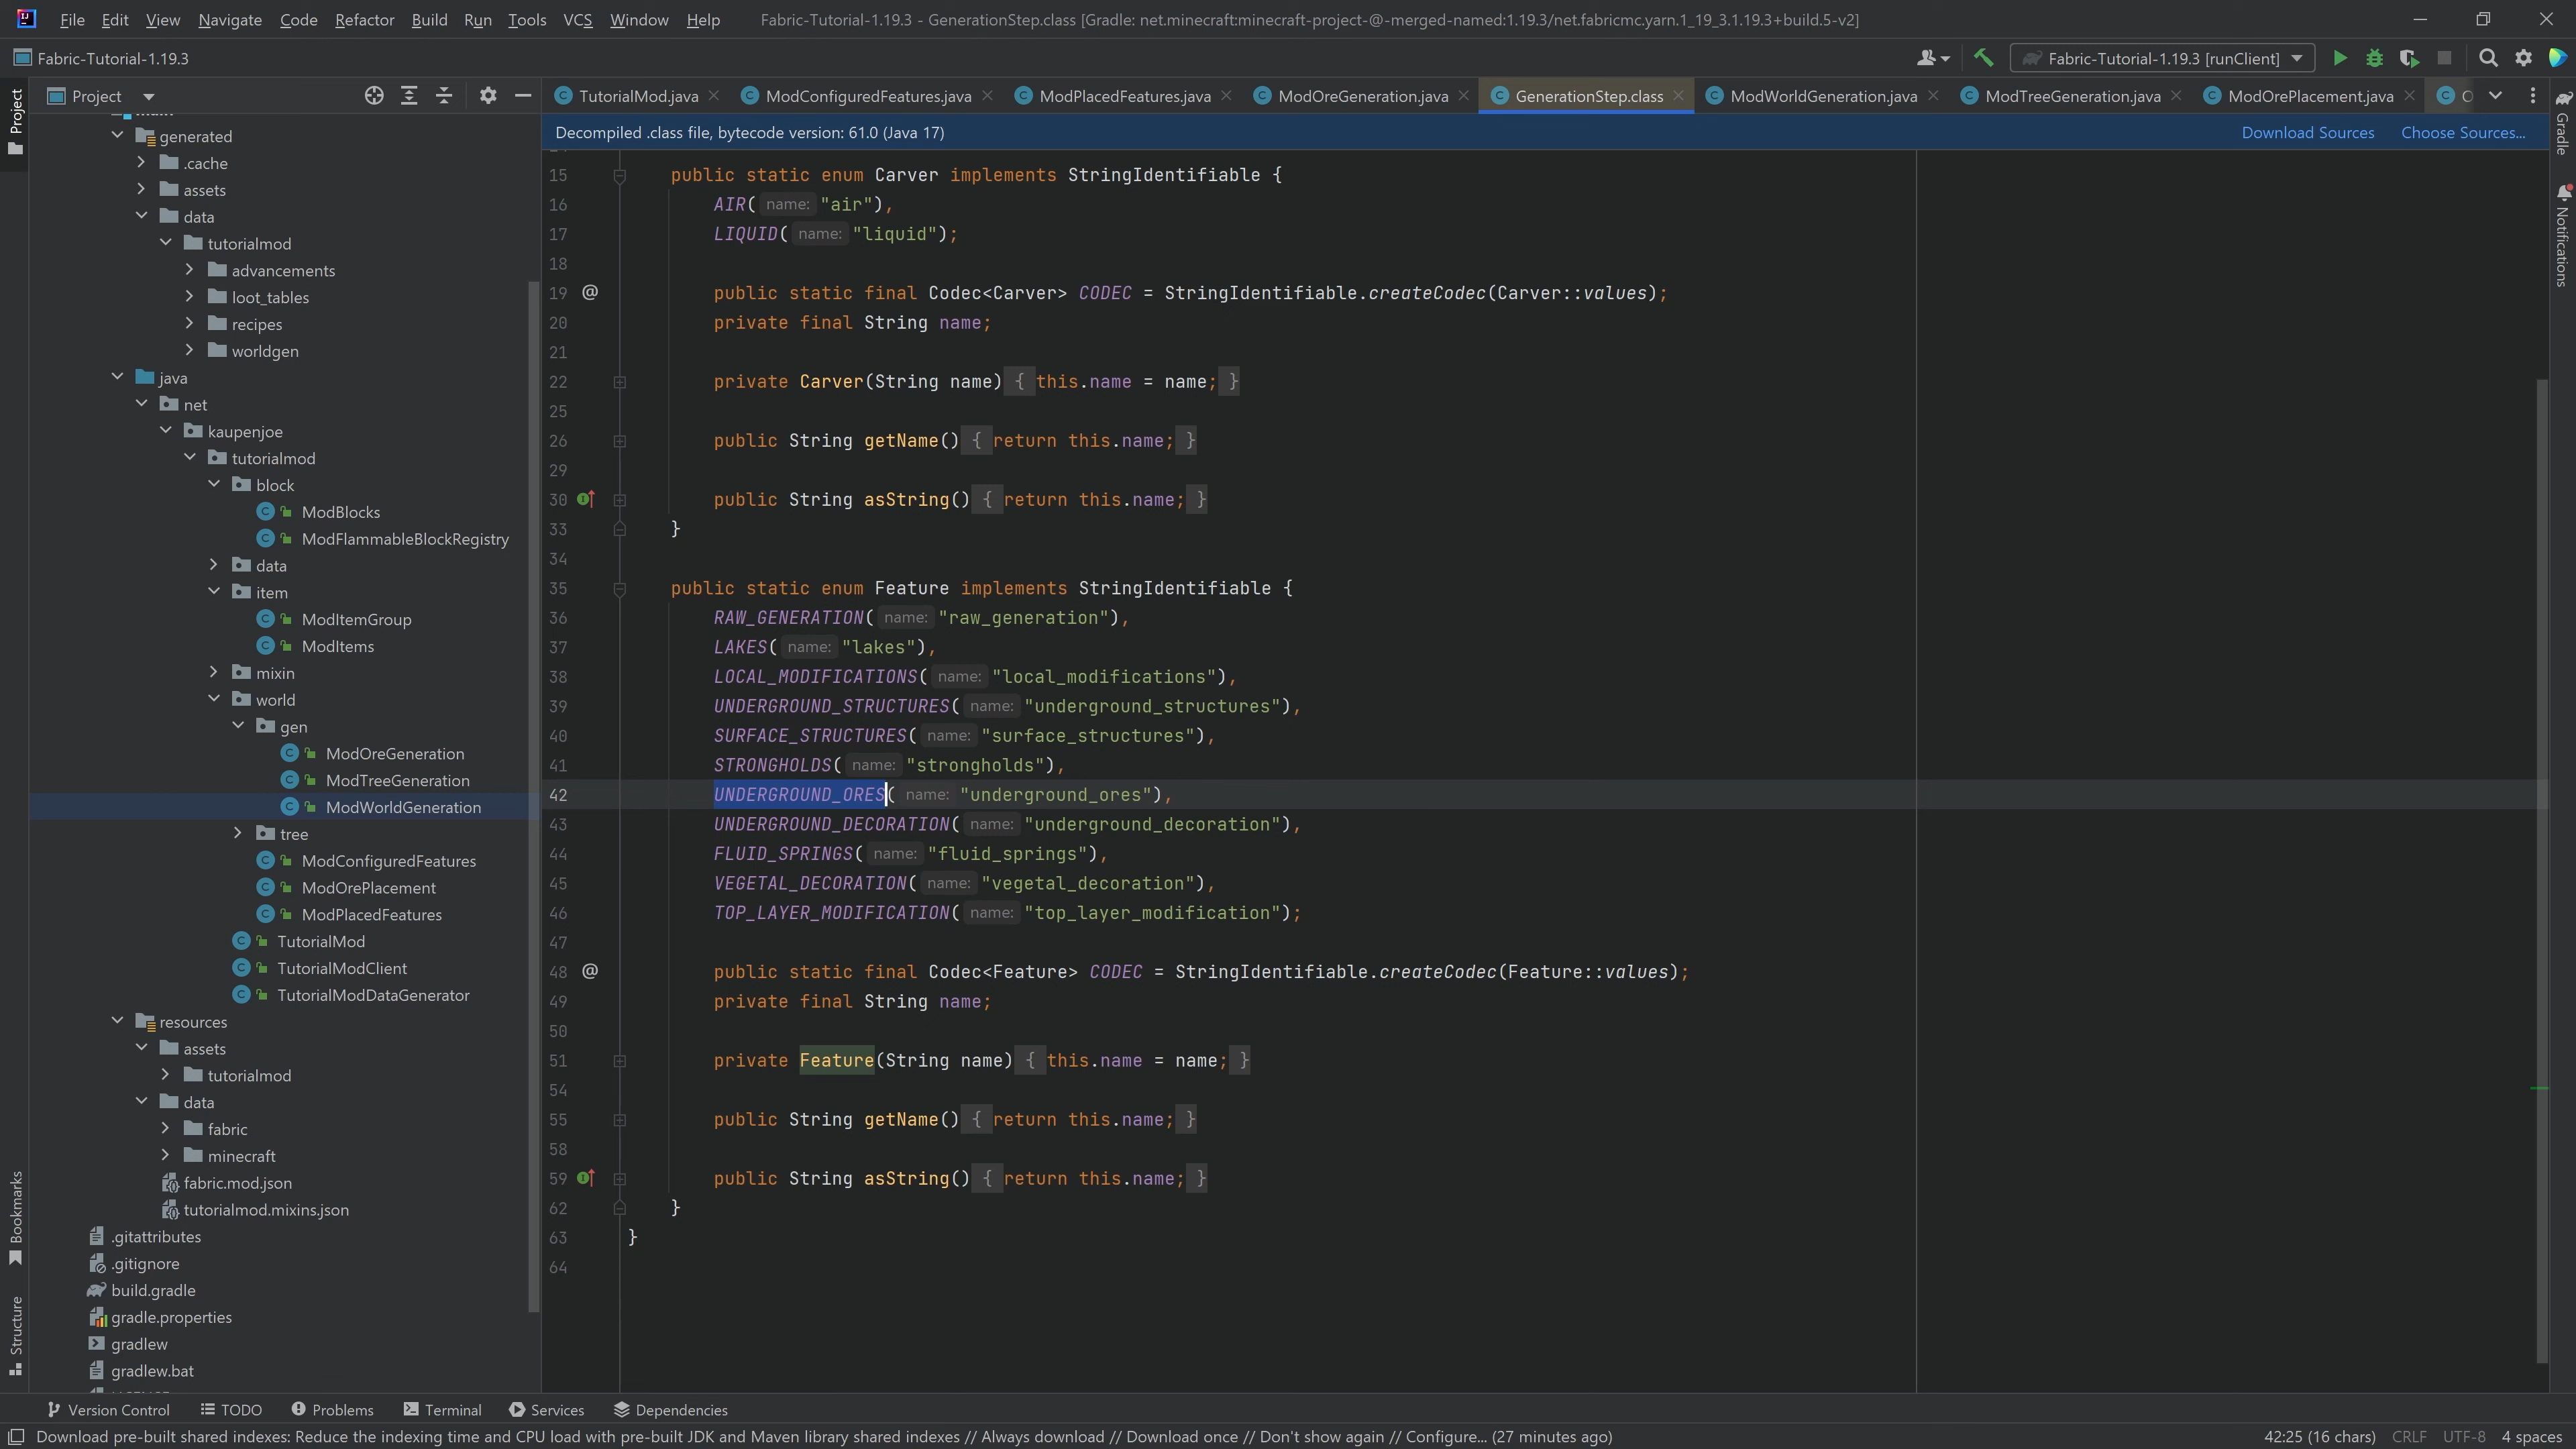 File Edit View Navigate Code Refactor Build Run Tools VCS Window Help Fabric-Tutorial-1.19.3 - GenerationStep.class [Gradle: net.minecraft:minecraft-project-@-merged-named:1.19.3/net.fabricmc.yarn.1_19_3.1.19.3+build.5-v2]
Fabric-Tutorial-1.19.3 Fabric-Tutorial-1.19.3 [runClient]
Project TutorialMod.java ModConfiguredFeatures.java ModPlacedFeatures.java ModOreGeneration.java GenerationStep.class ModWorldGeneration.java ModTreeGeneration.java ModOrePlacement.java
Decompiled .class file, bytecode version: 61.0 (Java 17) Download Sources Choose Sources...
Project
Bookmarks
Structure
Gradle
Notifications
main
generated
.cache
assets
data
tutorialmod
advancements
loot_tables
recipes
worldgen
java
net
kaupenjoe
tutorialmod
block
ModBlocks
ModFlammableBlockRegistry
data
item
ModItemGroup
ModItems
mixin
world
gen
ModOreGeneration
ModTreeGeneration
ModWorldGeneration
tree
ModConfiguredFeatures
ModOrePlacement
ModPlacedFeatures
TutorialMod
TutorialModClient
TutorialModDataGenerator
resources
assets
tutorialmod
data
fabric
minecraft
fabric.mod.json
tutorialmod.mixins.json
.gitattributes
.gitignore
build.gradle
gradle.properties
gradlew
gradlew.bat
15 public static enum Carver implements StringIdentifiable {
16 AIR( name: "air"),
17 LIQUID( name: "liquid");
18
19 @ public static final Codec<Carver> CODEC = StringIdentifiable.createCodec(Carver::values);
20 private final String name;
21
22 private Carver(String name) { this.name = name; }
25
26 public String getName() { return this.name; }
29
30 public String asString() { return this.name; }
33 }
34
35 public static enum Feature implements StringIdentifiable {
36 RAW_GENERATION( name: "raw_generation"),
37 LAKES( name: "lakes"),
38 LOCAL_MODIFICATIONS( name: "local_modifications"),
39 UNDERGROUND_STRUCTURES( name: "underground_structures"),
40 SURFACE_STRUCTURES( name: "surface_structures"),
41 STRONGHOLDS( name: "strongholds"),
42 UNDERGROUND_ORES( name: "underground_ores"),
43 UNDERGROUND_DECORATION( name: "underground_decoration"),
44 FLUID_SPRINGS( name: "fluid_springs"),
45 VEGETAL_DECORATION( name: "vegetal_decoration"),
46 TOP_LAYER_MODIFICATION( name: "top_layer_modification");
47
48 @ public static final Codec<Feature> CODEC = StringIdentifiable.createCodec(Feature::values);
49 private final String name;
50
51 private Feature(String name) { this.name = name; }
54
55 public String getName() { return this.name; }
58
59 public String asString() { return this.name; }
62 }
63 }
64
Version Control TODO Problems Terminal Services Dependencies
Download pre-built shared indexes: Reduce the indexing time and CPU load with pre-built JDK and Maven library shared indexes // Always download // Download once // Don't show again // Configure... (27 minutes ago) 42:25 (16 chars) CRLF UTF-8 4 spaces